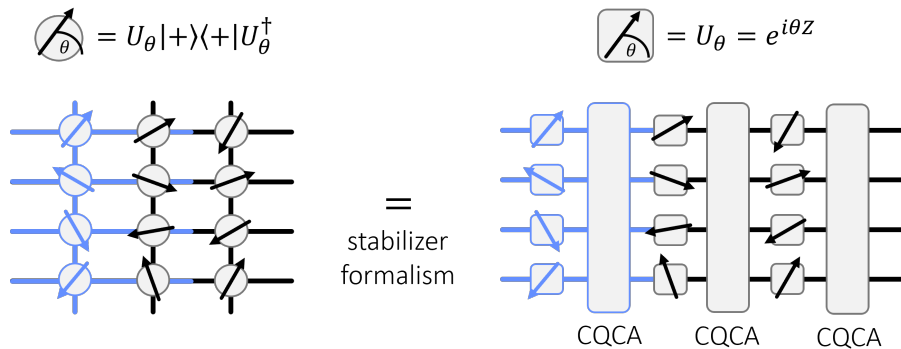 θ = U_θ|+⟩⟨+|U_θ^†
θ = U_θ = e^{iθZ}
=
stabilizer
formalism
CQCA CQCA CQCA